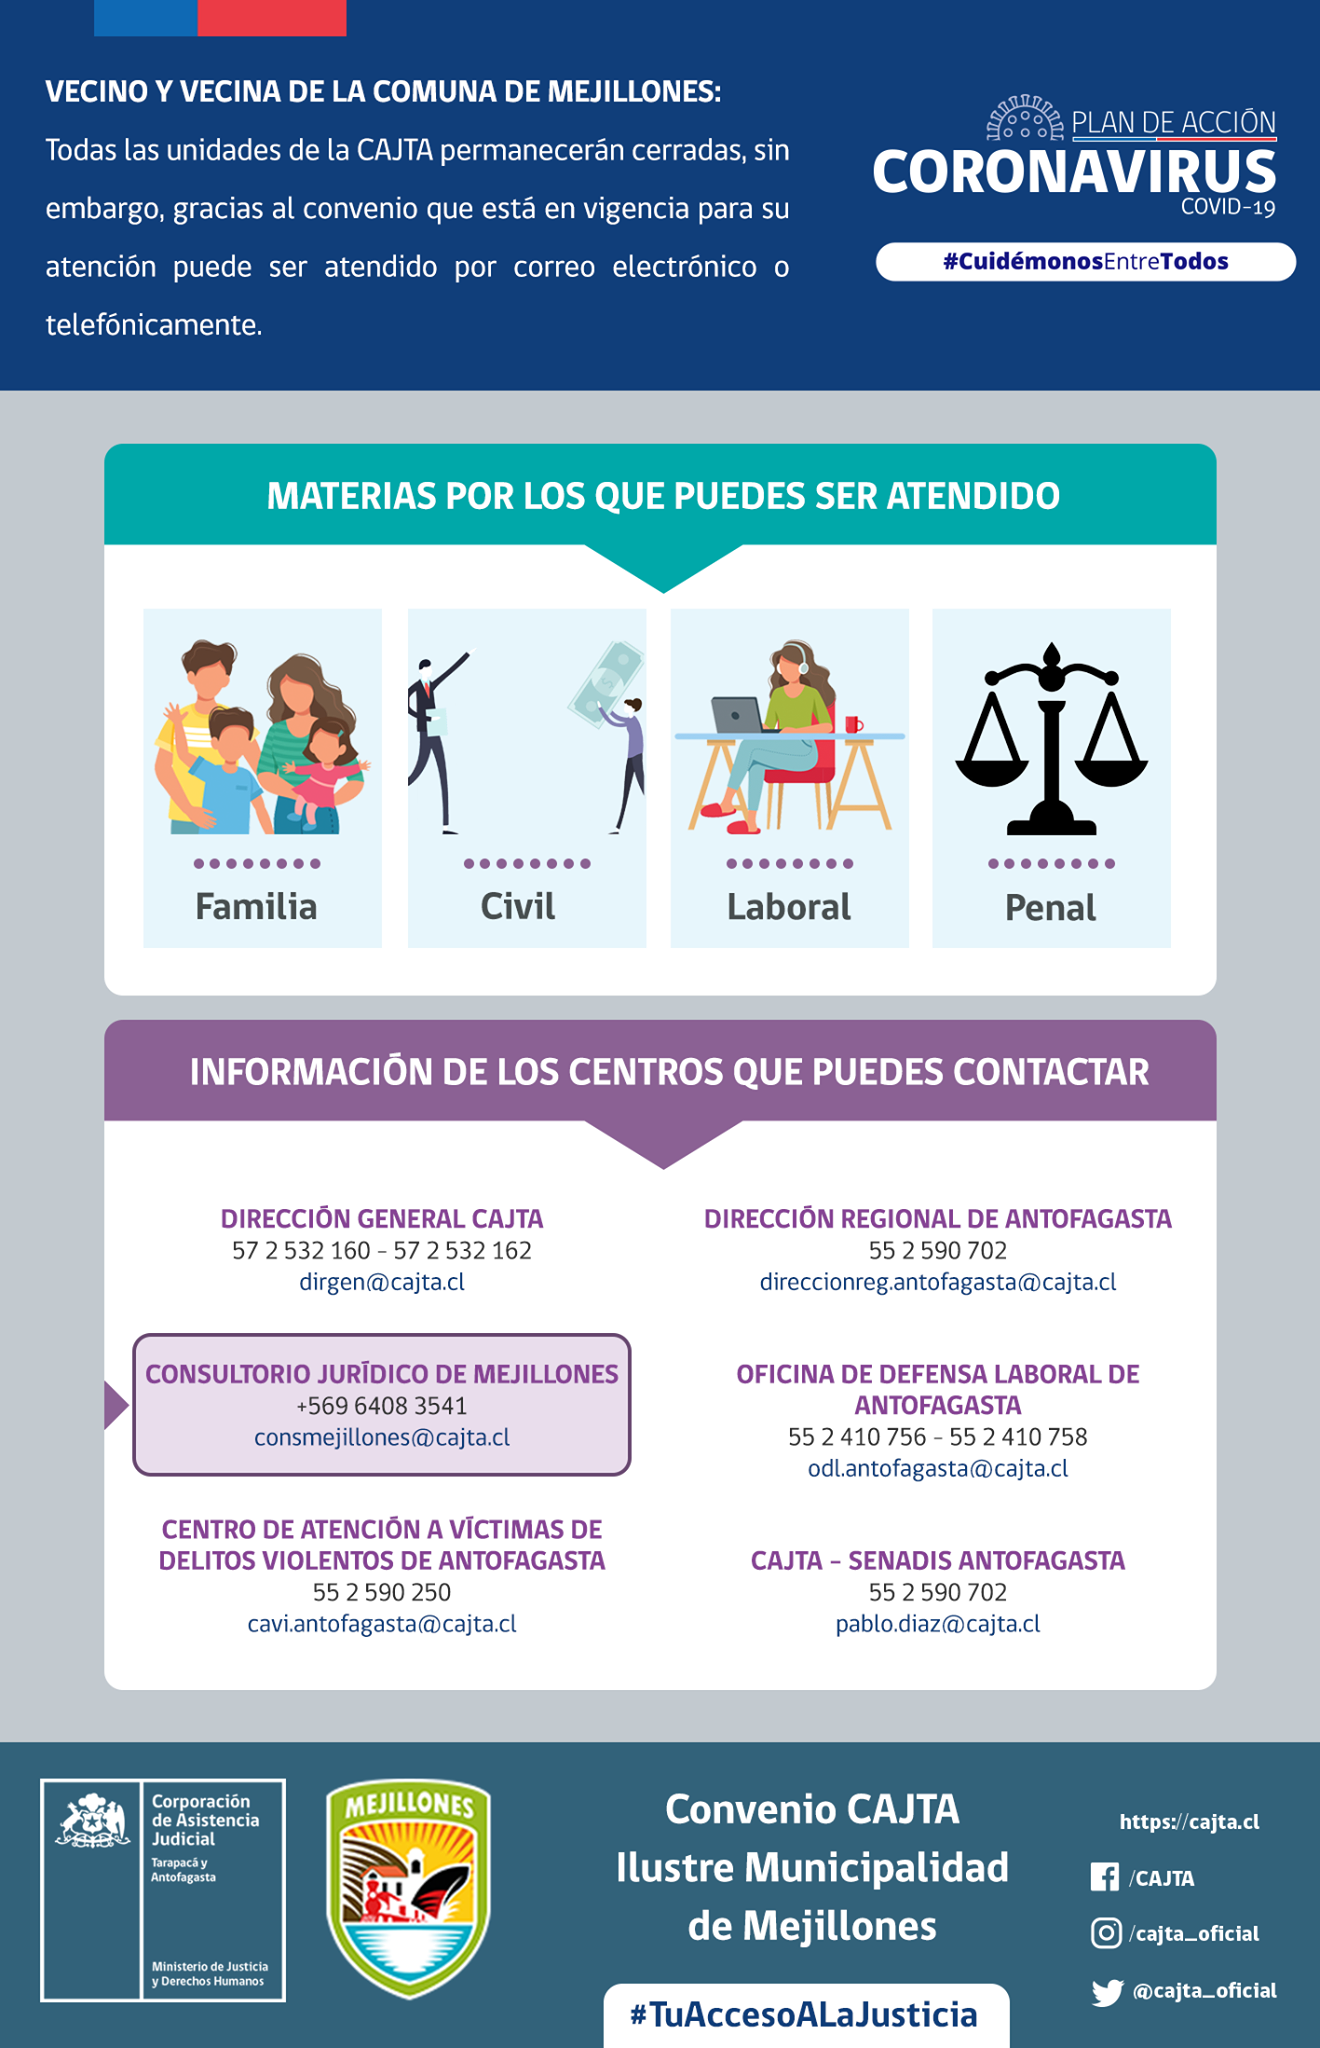 VECINO Y VECINA DE LA COMUNA DE MEJILLONES:
Todas las unidades de la CAJTA permanecerán cerradas, sin
embargo, gracias al convenio que está en vigencia para su
atención puede ser atendido por correo electrónico o
telefónicamente.
PLAN DE ACCIÓN
CORONAVIRUS
COVID-19
#CuidémonosEntreTodos
MATERIAS POR LOS QUE PUEDES SER ATENDIDO
Familia
Civil
Laboral
Penal
INFORMACIÓN DE LOS CENTROS QUE PUEDES CONTACTAR
DIRECCIÓN GENERAL CAJTA
57 2 532 160 - 57 2 532 162
dirgen@cajta.cl
DIRECCIÓN REGIONAL DE ANTOFAGASTA
55 2 590 702
direccionreg.antofagasta@cajta.cl
CONSULTORIO JURÍDICO DE MEJILLONES
+569 6408 3541
consmejillones@cajta.cl
OFICINA DE DEFENSA LABORAL DE
ANTOFAGASTA
55 2 410 756 - 55 2 410 758
odl.antofagasta@cajta.cl
CENTRO DE ATENCIÓN A VÍCTIMAS DE
DELITOS VIOLENTOS DE ANTOFAGASTA
55 2 590 250
cavi.antofagasta@cajta.cl
CAJTA - SENADIS ANTOFAGASTA
55 2 590 702
pablo.diaz@cajta.cl
Corporación
de Asistencia
Judicial
Tarapacá y
Antofagasta
Ministerio de Justicia
y Derechos Humanos
MEJILLONES
Convenio CAJTA
Ilustre Municipalidad
de Mejillones
#TuAccesoALaJusticia
https://cajta.cl
/CAJTA
/cajta_oficial
@cajta_oficial